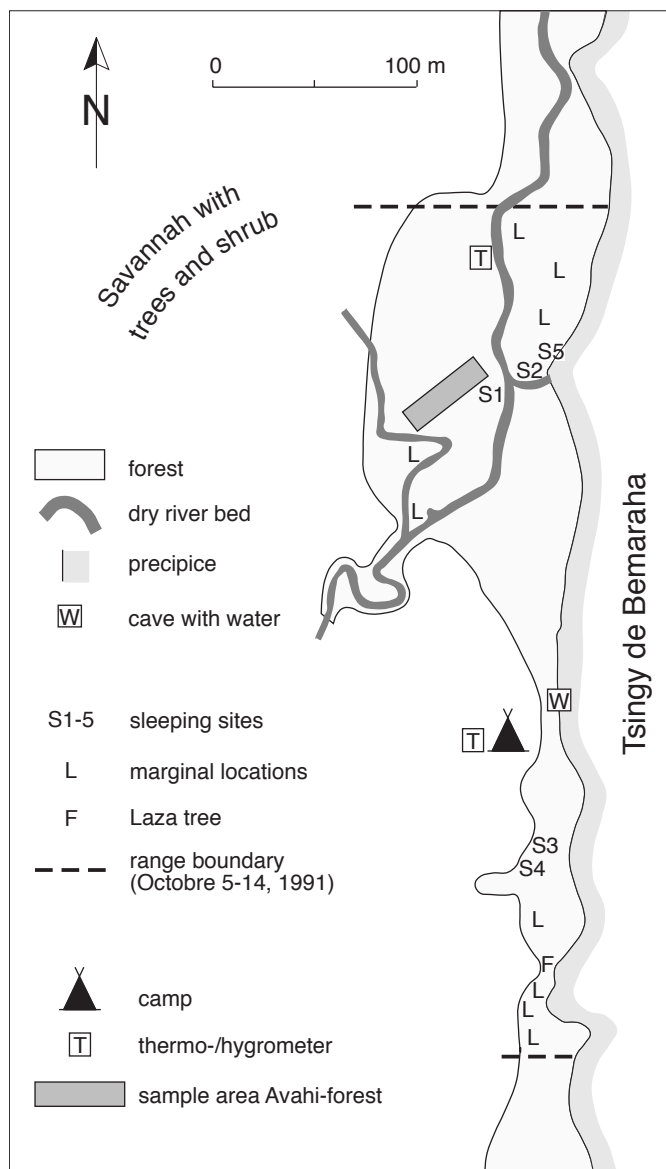 0 100 m
N
Savannah with
trees and shrub
L
T
L
L
S5
S2
S1
L
L
forest
dry river bed
precipice
W cave with water
Tsingy de Bemaraha
W
S1-5 sleeping sites
T
L marginal locations
F Laza tree
S3
range boundary
(Octobre 5-14, 1991)
S4
L
F
L
camp
L
T thermo-/hygrometer
L
sample area Avahi-forest